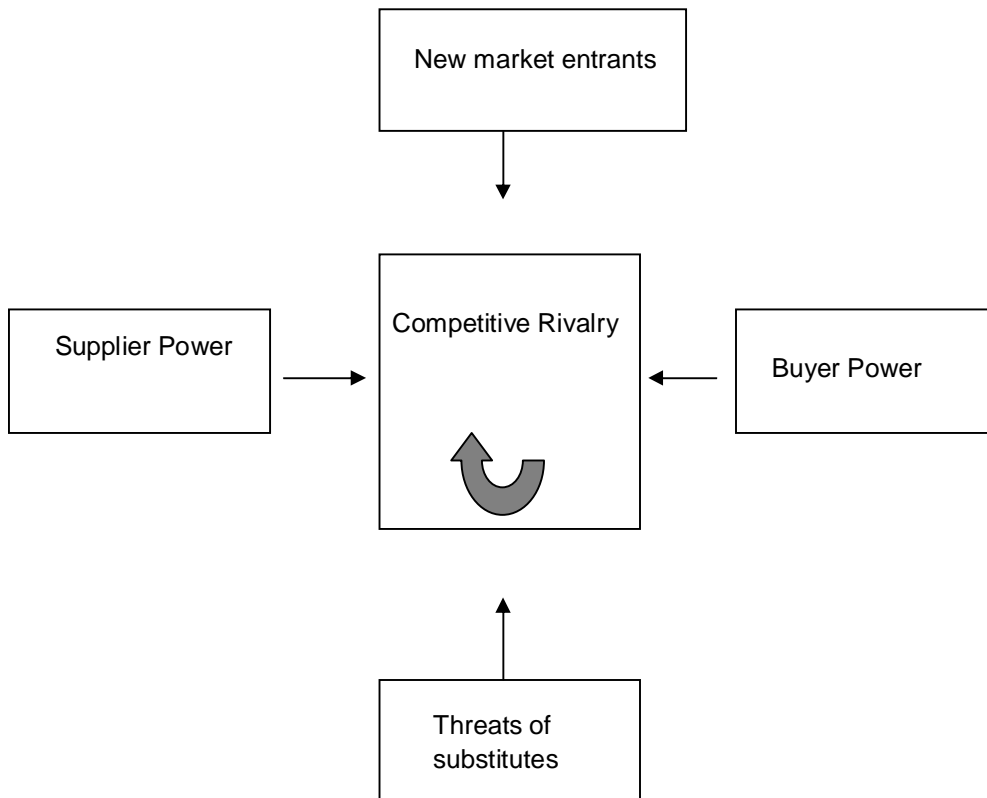 New market entrants
Competitive Rivalry
Supplier Power
Buyer Power
Threats of
substitutes